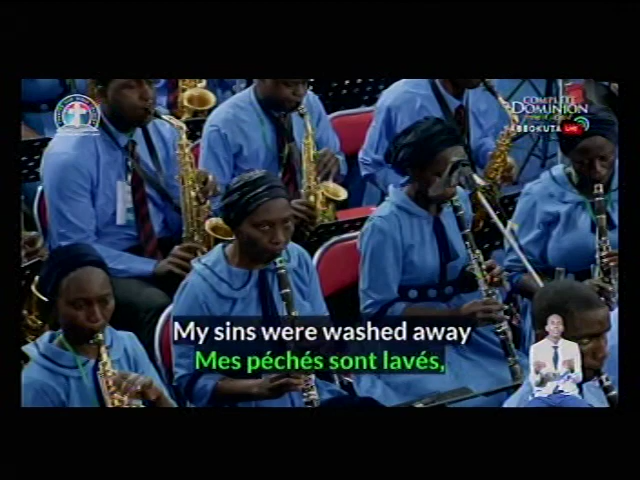 COMPLETE
DOMINION
ABEOKUTA LIVE
My sins were washed away
Mes péchés sont lavés,